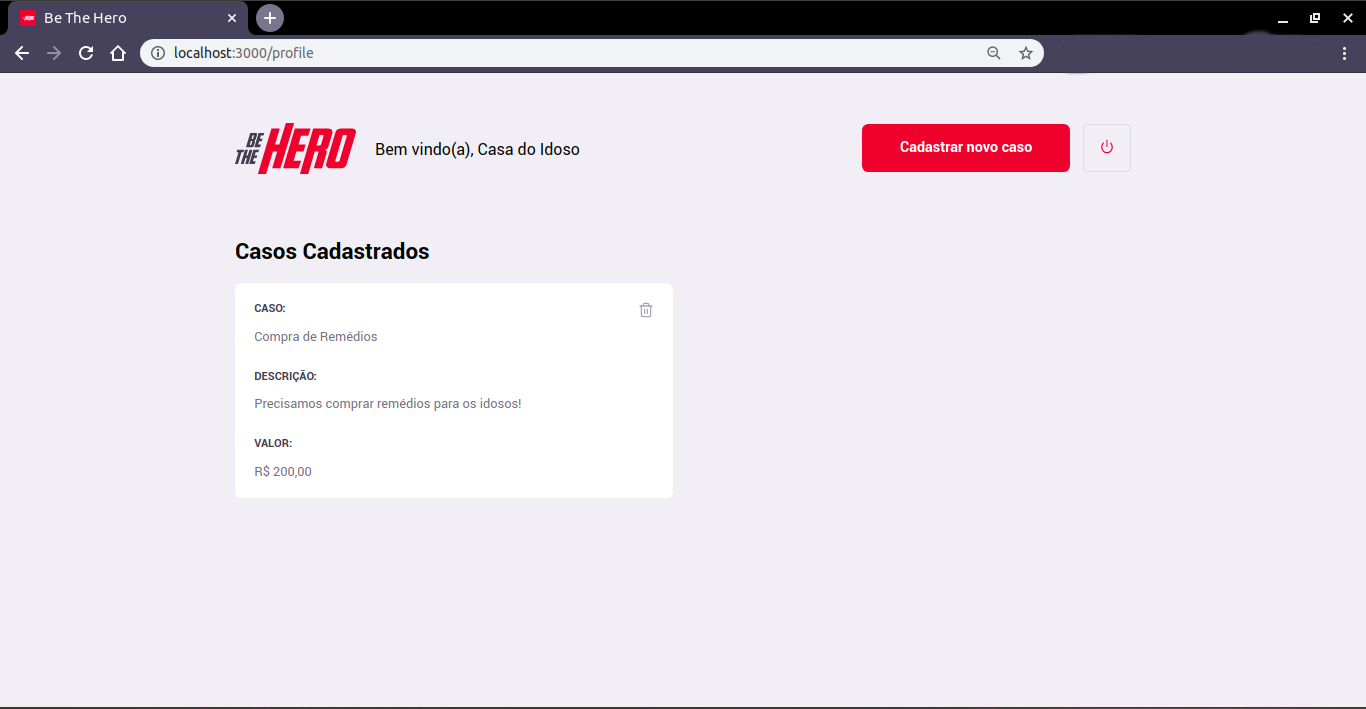 Be The Hero
localhost:3000/profile
BE THE HERO
Bem vindo(a), Casa do Idoso
Cadastrar novo caso
Casos Cadastrados
CASO:
Compra de Remédios
DESCRIÇÃO:
Precisamos comprar remédios para os idosos!
VALOR:
R$ 200,00